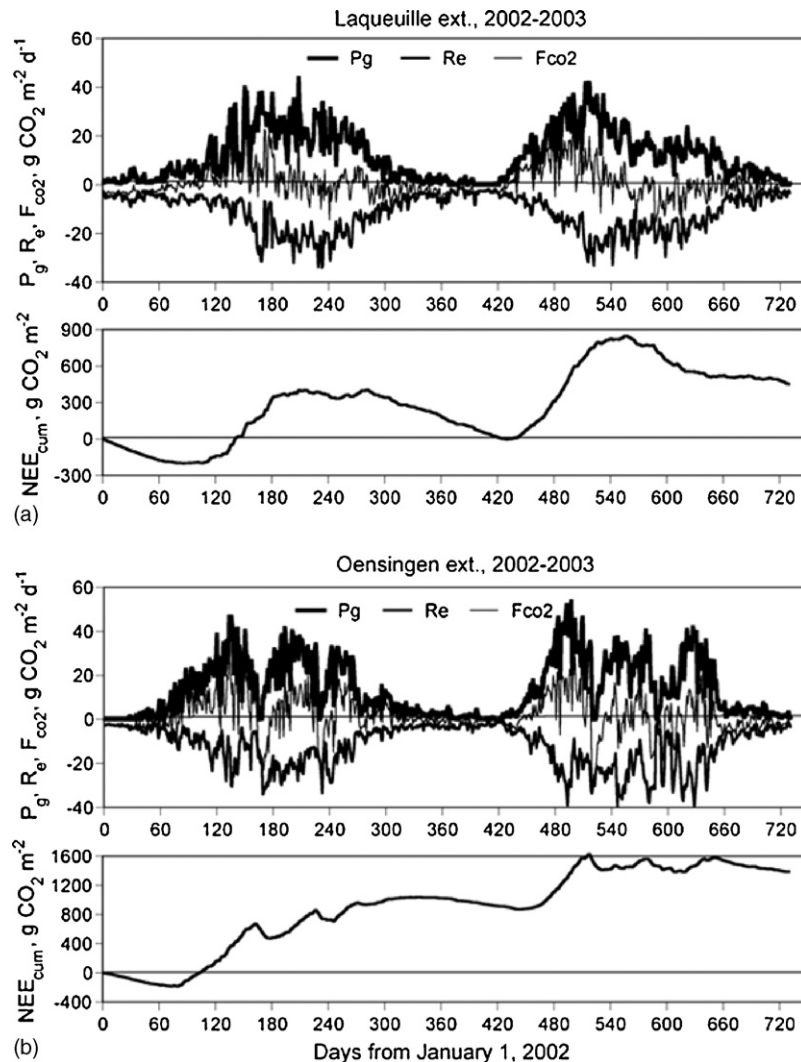 Laqueuille ext., 2002-2003
Pg Re Fco2
Pg, Re, Fco2, g CO2 m-2 d-1
60
40
20
0
-20
-40
0 60 120 180 240 300 360 420 480 540 600 660 720
NEEcum, g CO2 m-2
900
600
300
0
-300
0 60 120 180 240 300 360 420 480 540 600 660 720
(a)
Oensingen ext., 2002-2003
Pg Re Fco2
Pg, Re, Fco2, g CO2 m-2 d-1
60
40
20
0
-20
-40
0 60 120 180 240 300 360 420 480 540 600 660 720
NEEcum, g CO2 m-2
1600
1200
800
400
0
-400
0 60 120 180 240 300 360 420 480 540 600 660 720
(b) Days from January 1, 2002